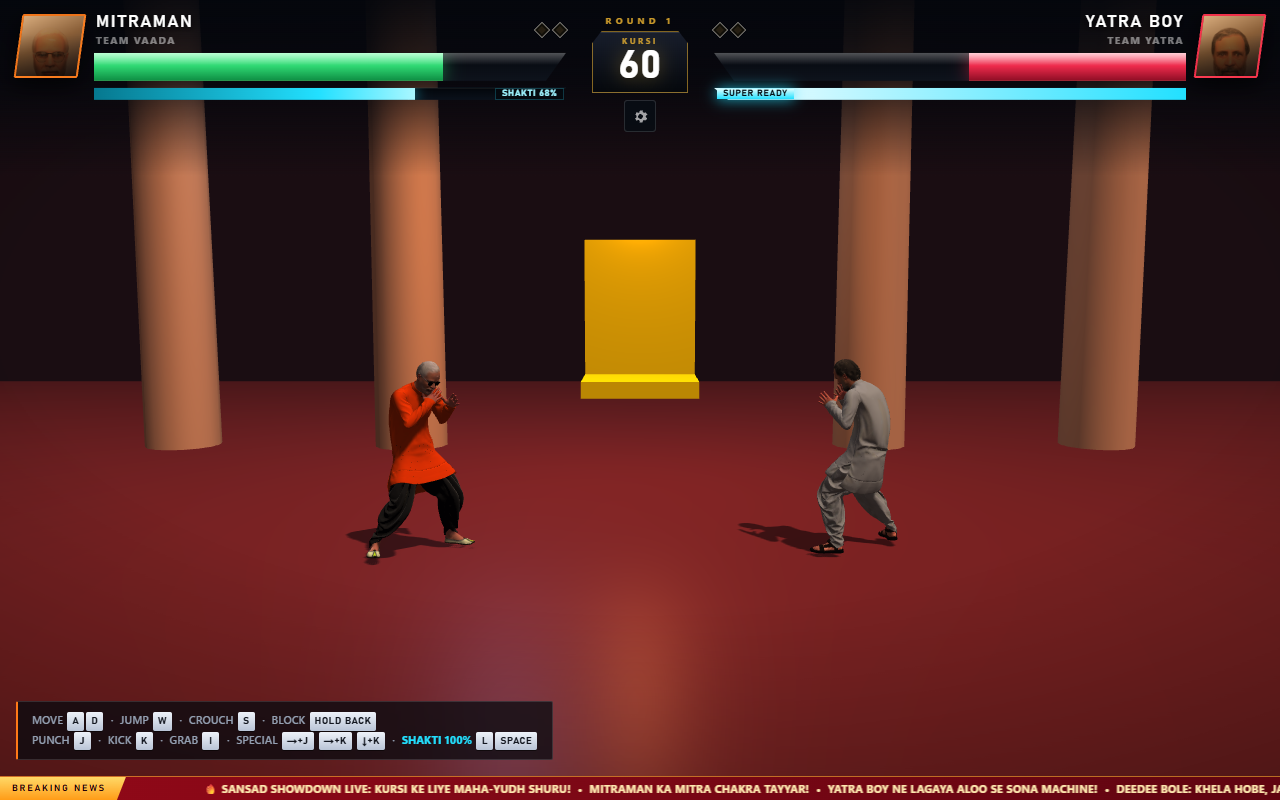 MITRAMAN
TEAM VAADA
SHAKTI 68%
ROUND 1
KURSI
60
YATRA BOY
TEAM YATRA
SUPER READY
MOVE A D · JUMP W · CROUCH S · BLOCK HOLD BACK
PUNCH J · KICK K · GRAB I · SPECIAL →+J →+K ↓+K · SHAKTI 100% L SPACE
BREAKING NEWS 🔥 SANSAD SHOWDOWN LIVE: KURSI KE LIYE MAHA-YUDH SHURU! • MITRAMAN KA MITRA CHAKRA TAYYAR! • YATRA BOY NE LAGAYA ALOO SE SONA MACHINE! • DEEDEE BOLE: KHELA HOBE,